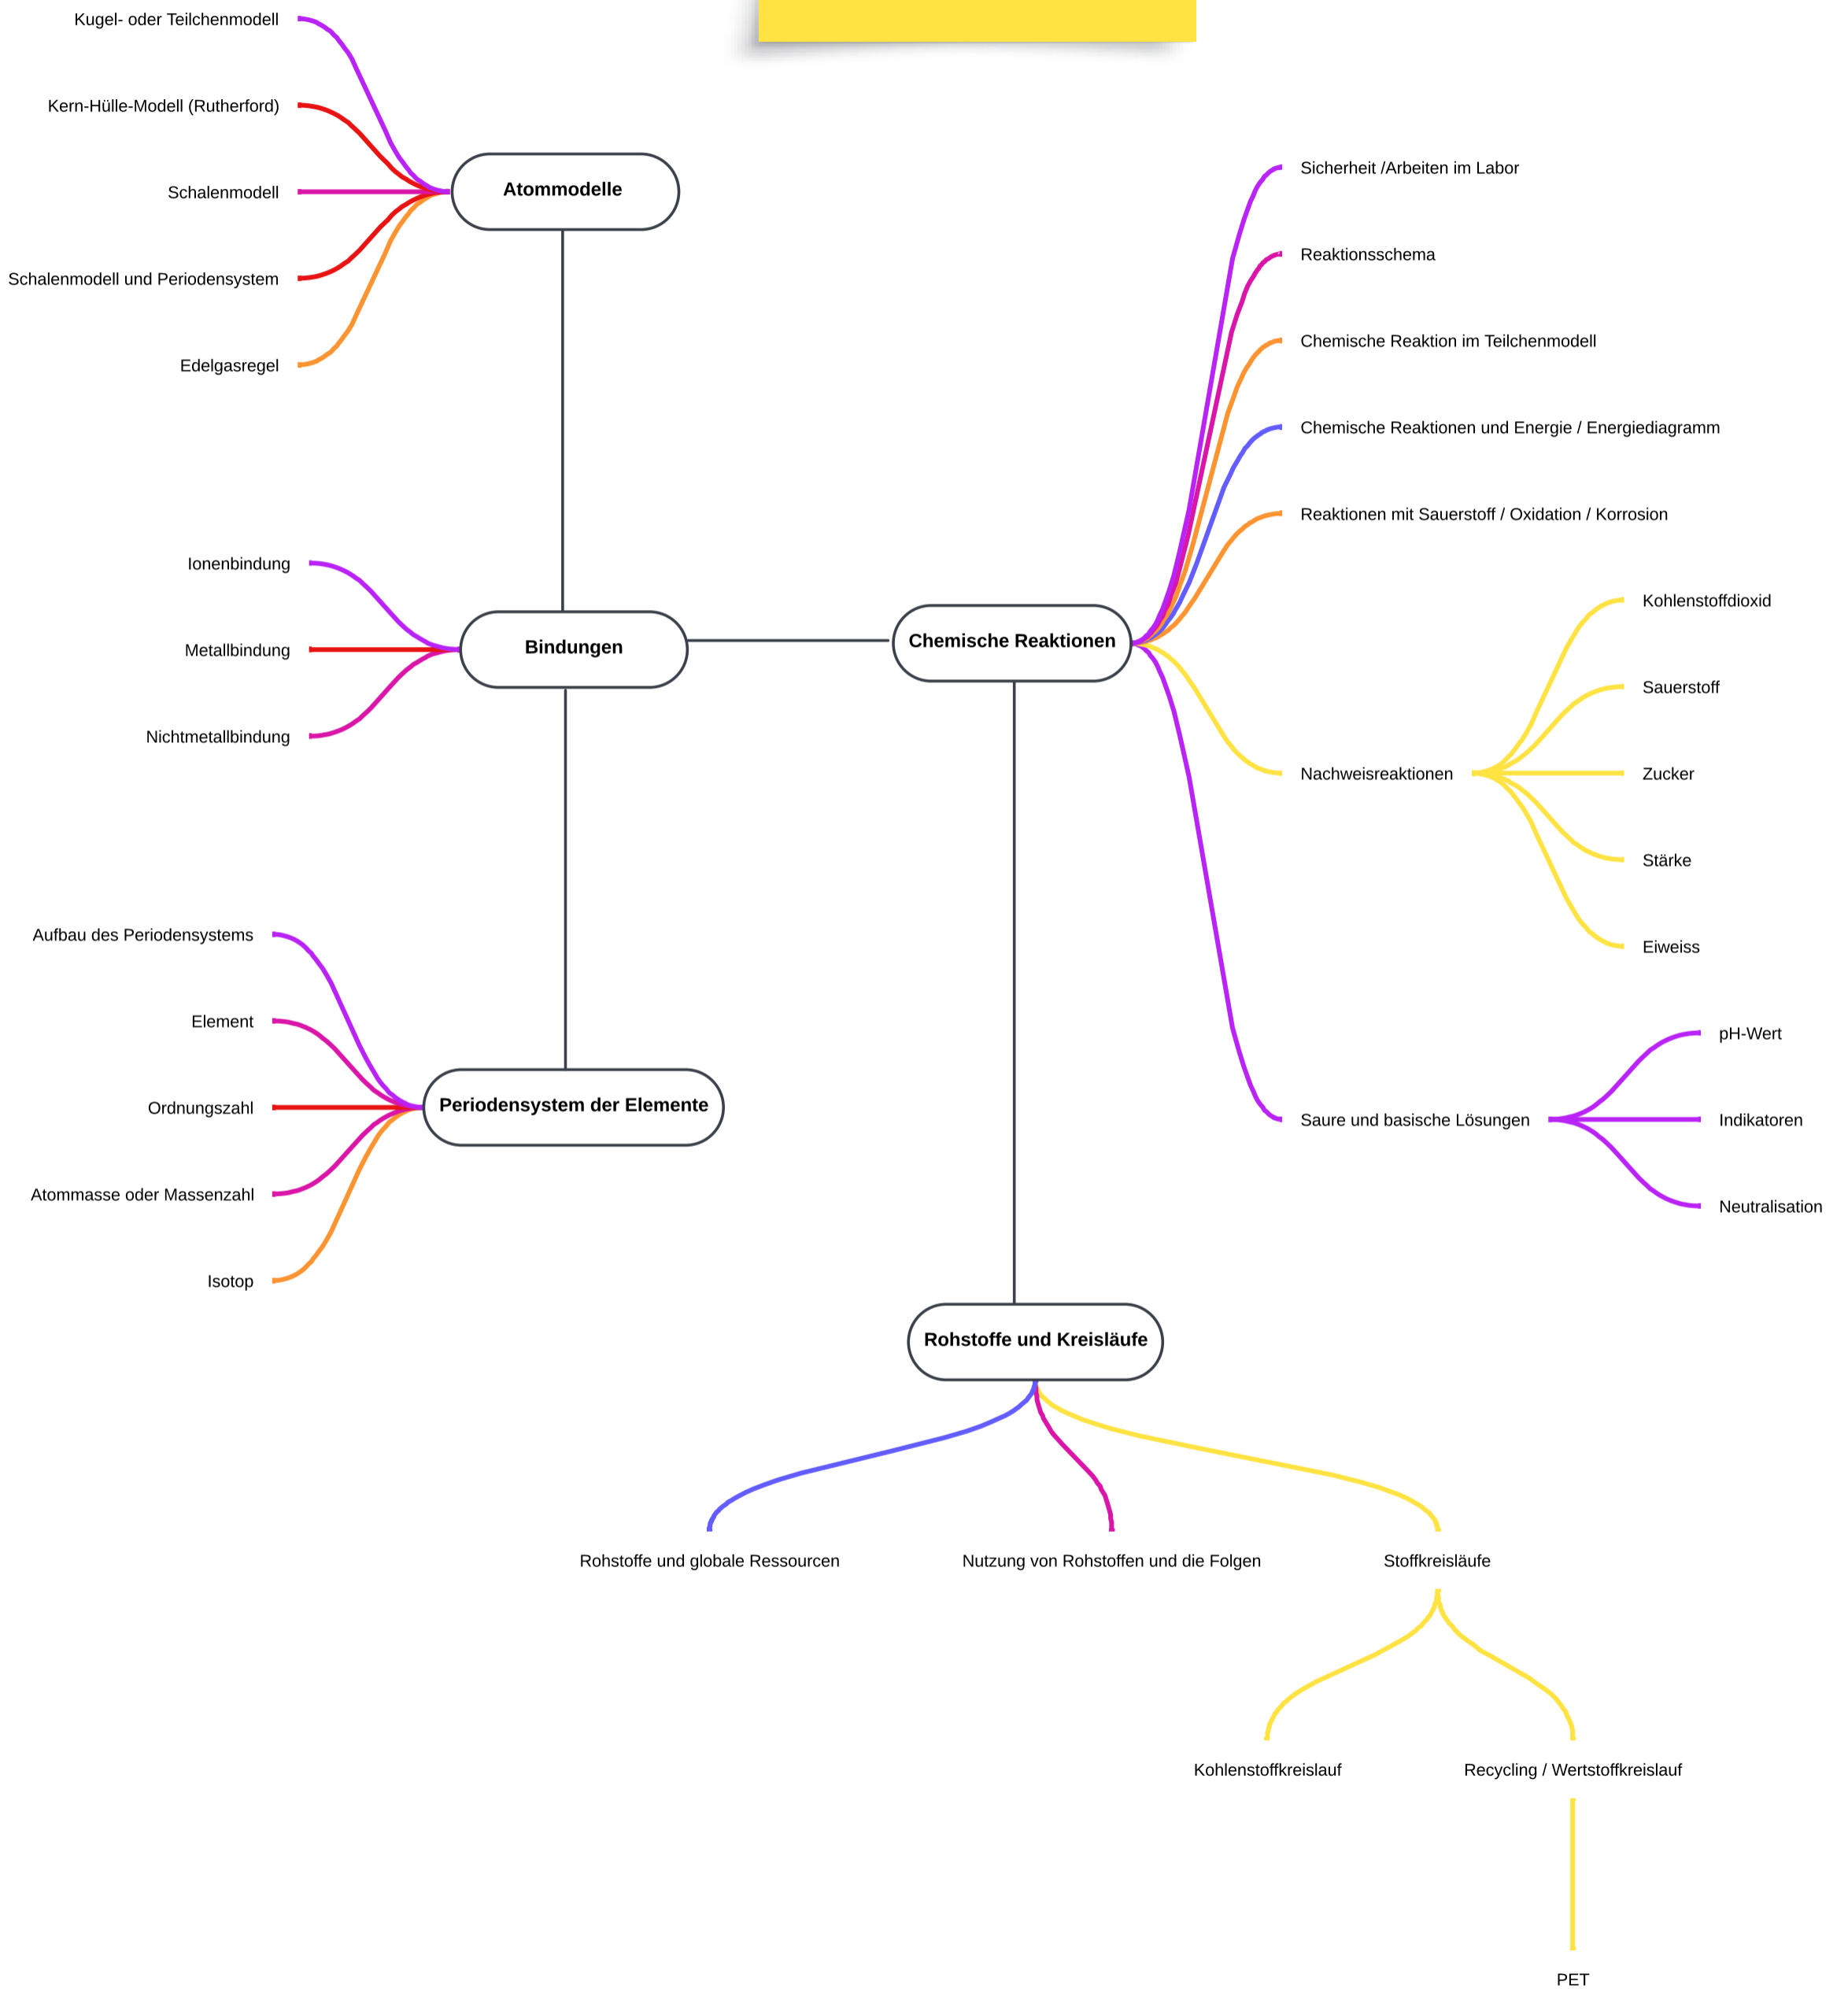 Kugel- oder Teilchenmodell
Kern-Hülle-Modell (Rutherford)
Schalenmodell
Schalenmodell und Periodensystem
Edelgasregel
Atommodelle
Ionenbindung
Metallbindung
Nichtmetallbindung
Bindungen
Aufbau des Periodensystems
Element
Ordnungszahl
Atommasse oder Massenzahl
Isotop
Periodensystem der Elemente
Chemische Reaktionen
Sicherheit /Arbeiten im Labor
Reaktionsschema
Chemische Reaktion im Teilchenmodell
Chemische Reaktionen und Energie / Energiediagramm
Reaktionen mit Sauerstoff / Oxidation / Korrosion
Nachweisreaktionen
Kohlenstoffdioxid
Sauerstoff
Zucker
Stärke
Eiweiss
Saure und basische Lösungen
pH-Wert
Indikatoren
Neutralisation
Rohstoffe und Kreisläufe
Rohstoffe und globale Ressourcen
Nutzung von Rohstoffen und die Folgen
Stoffkreisläufe
Kohlenstoffkreislauf
Recycling / Wertstoffkreislauf
PET